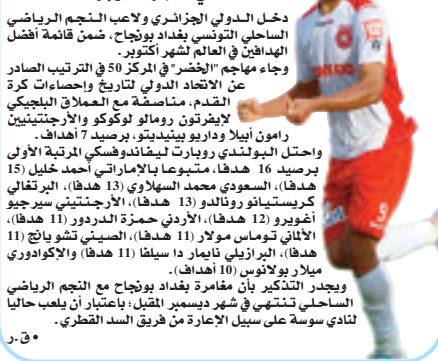 دخل الدولي الجزائري ولاعب النجم الرياضي
الساحلي التونسي بغداد بونجاح، ضمن قائمة أفضل
الهدافين في العالم لشهر أكتوبر.
وجاء مهاجم "الخضر" في المركز 50 في الترتيب الصادر
عن الاتحاد الدولي لتاريخ وإحصاءات كرة
القدم، مناصفة مع العملاق البلجيكي
لايفرتون رومالو لوكوكو والأرجنتينيين
رامون أبيلا وداريو بينيديتو، برصيد 7 أهداف.
واحتل البولندي روبارت ليفاندوفسكي المرتبة الأولى
برصيد 16 هدفا، متبوعا بالإماراتي أحمد خليل (15
هدفا)، السعودي محمد السهلاوي (13 هدفا)، البرتغالي
كريستيانو رونالدو (13 هدفا)، الأرجنتيني سيرجيو
أغويرو (12 هدفا)، الأردني حمزة الدردور (11 هدفا)،
الألماني توماس مولار (11 هدفا)، الصيني تشو يانج (11
هدفا)، البرازيلي نايمار دا سيلفا (11 هدفا) والإكوادوري
ميلار بولانوس (10 أهداف).
ويجدر التذكير بأن مغامرة بغداد بونجاح مع النجم الرياضي
الساحلي تنتهي في شهر ديسمبر المقبل؛ باعتبار أن يلعب حاليا
لنادي سوسة على سبيل الإعارة من فريق السد القطري.
• ق.ر